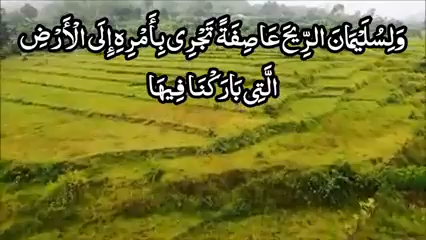 وَلِسُلَيْمَانَ الرِّيحَ عَاصِفَةً تَجْرِى بِأَمْرِهِ إِلَى الْأَرْضِ
الَّتِي بَارَكْنَا فِيهَا